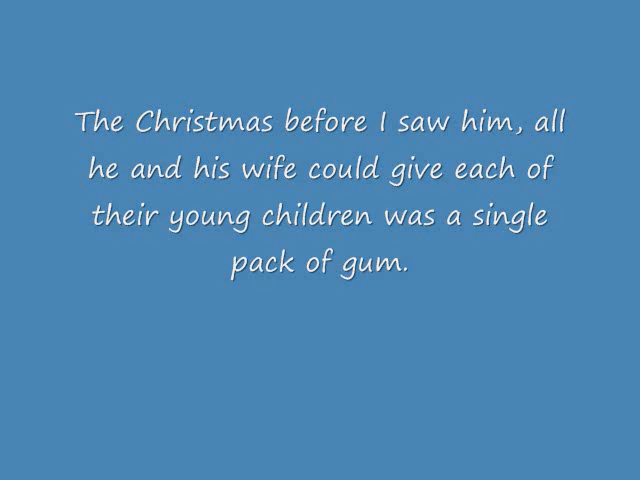 The Christmas before I saw him, all
he and his wife could give each of
their young children was a single
pack of gum.